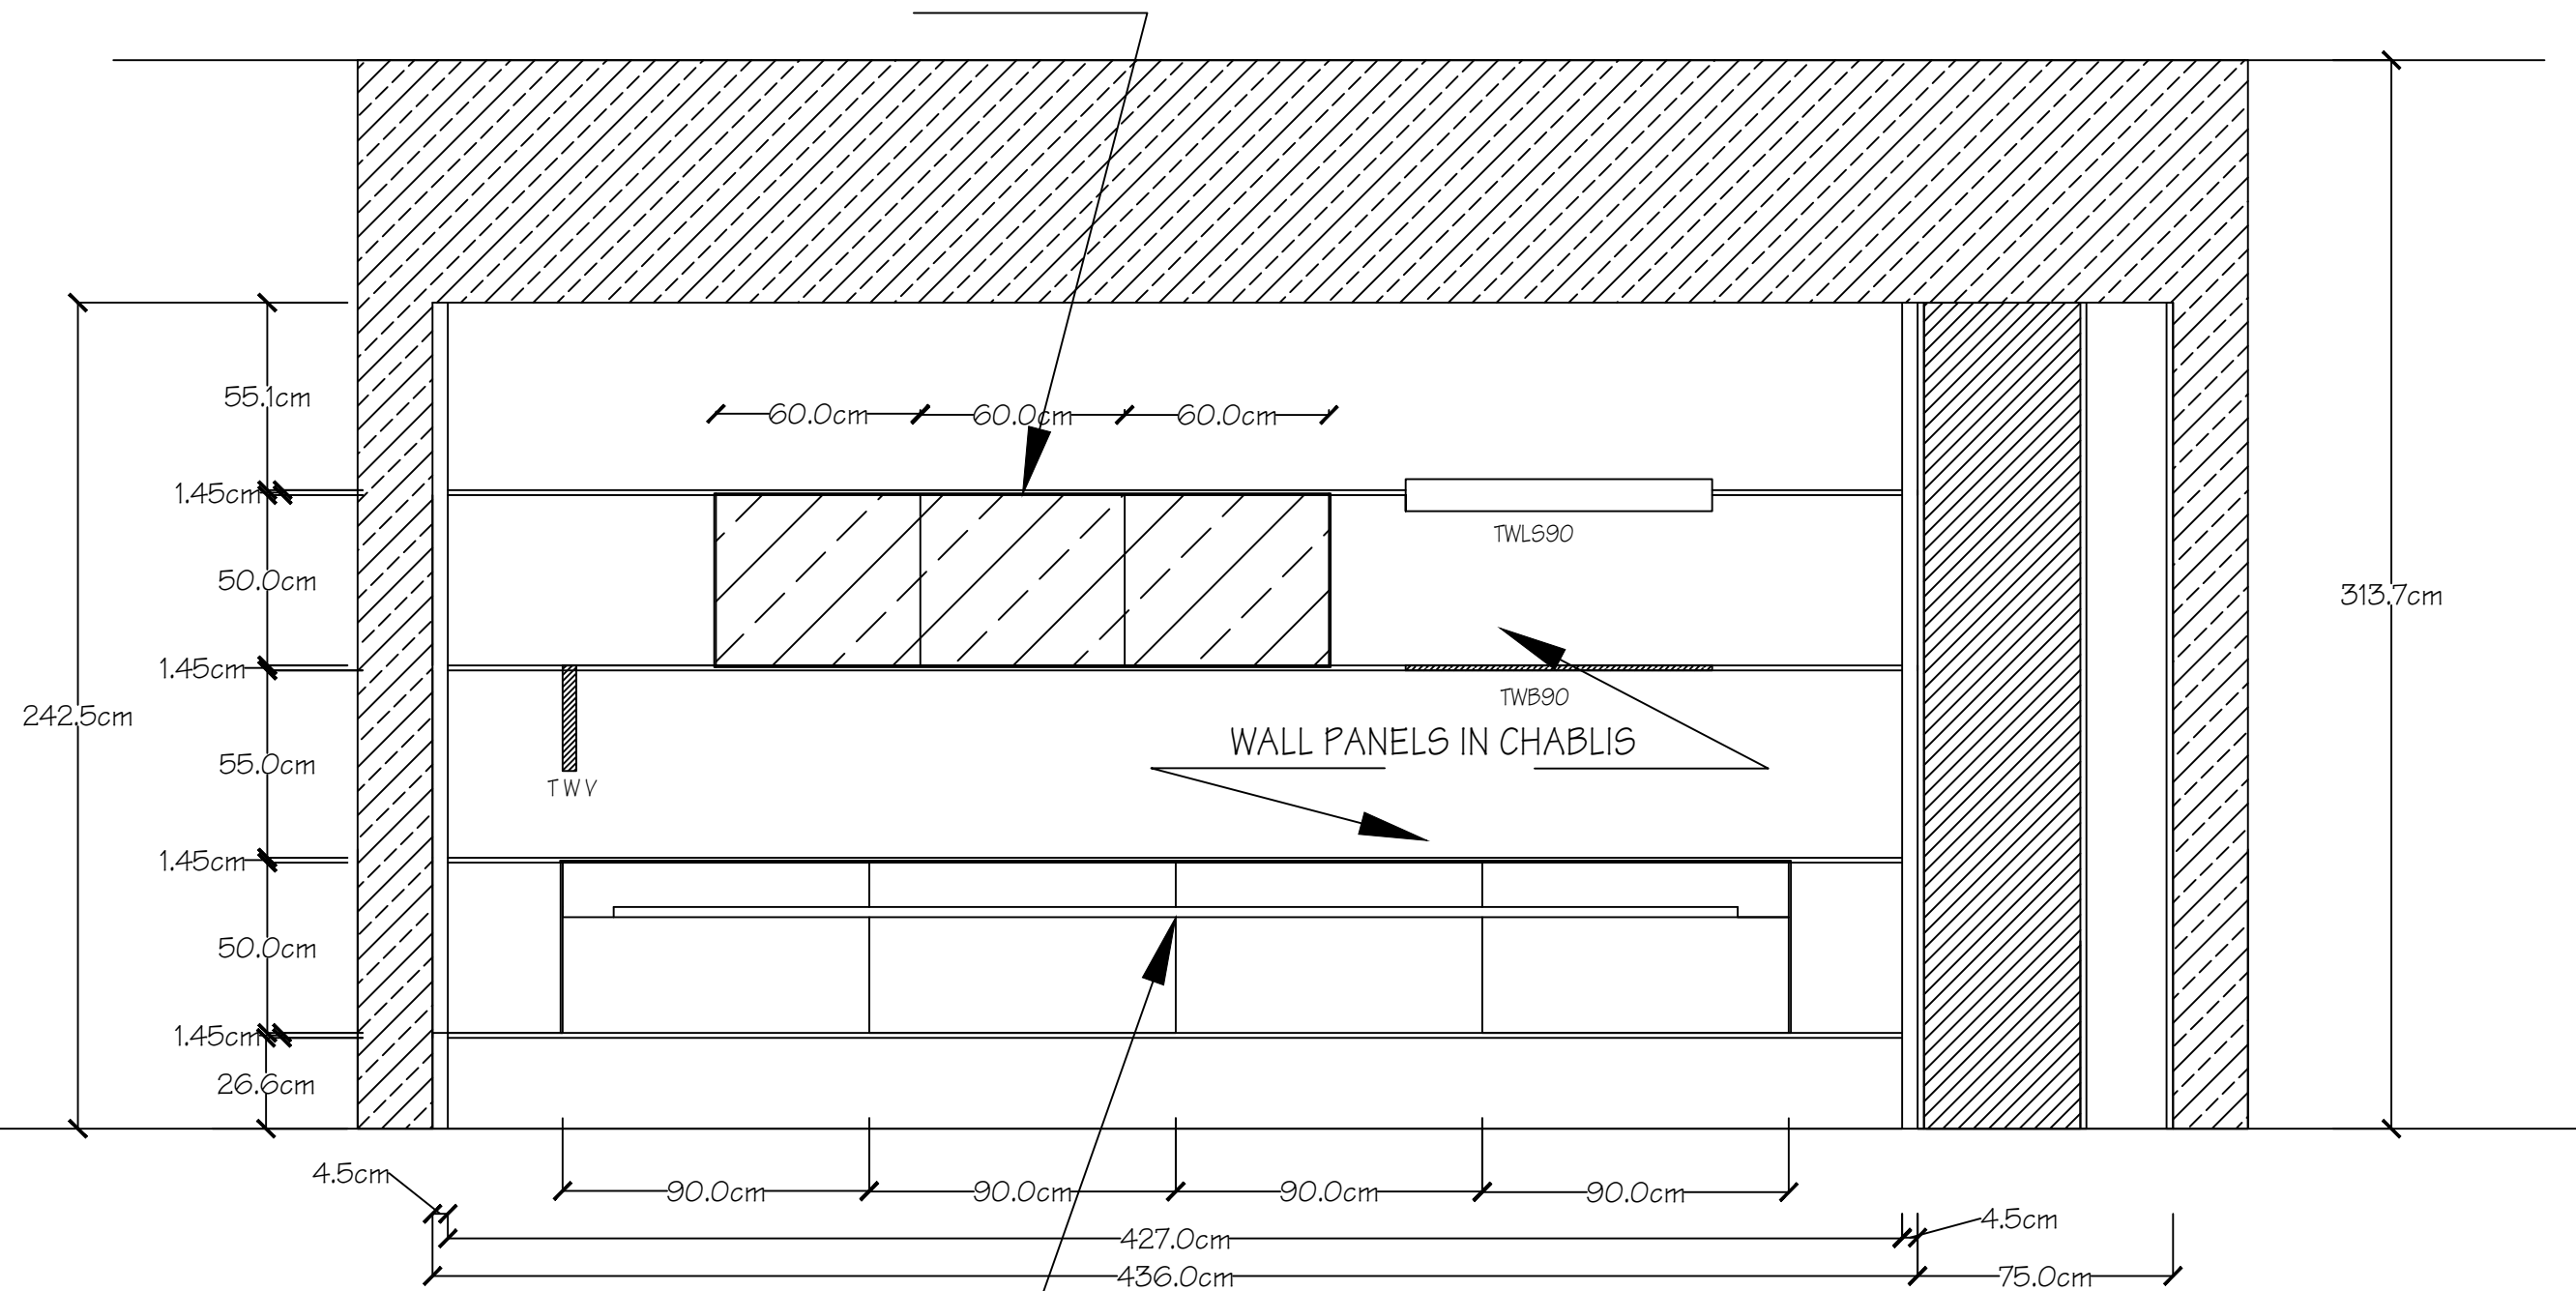 55.1cm
60.0cm 60.0cm 60.0cm
1.45cm
TWLS90
50.0cm
313.7cm
1.45cm
TWB90
242.5cm
WALL PANELS IN CHABLIS
55.0cm
TWV
1.45cm
50.0cm
1.45cm
26.6cm
4.5cm
90.0cm 90.0cm 90.0cm 90.0cm
4.5cm
427.0cm
436.0cm 75.0cm